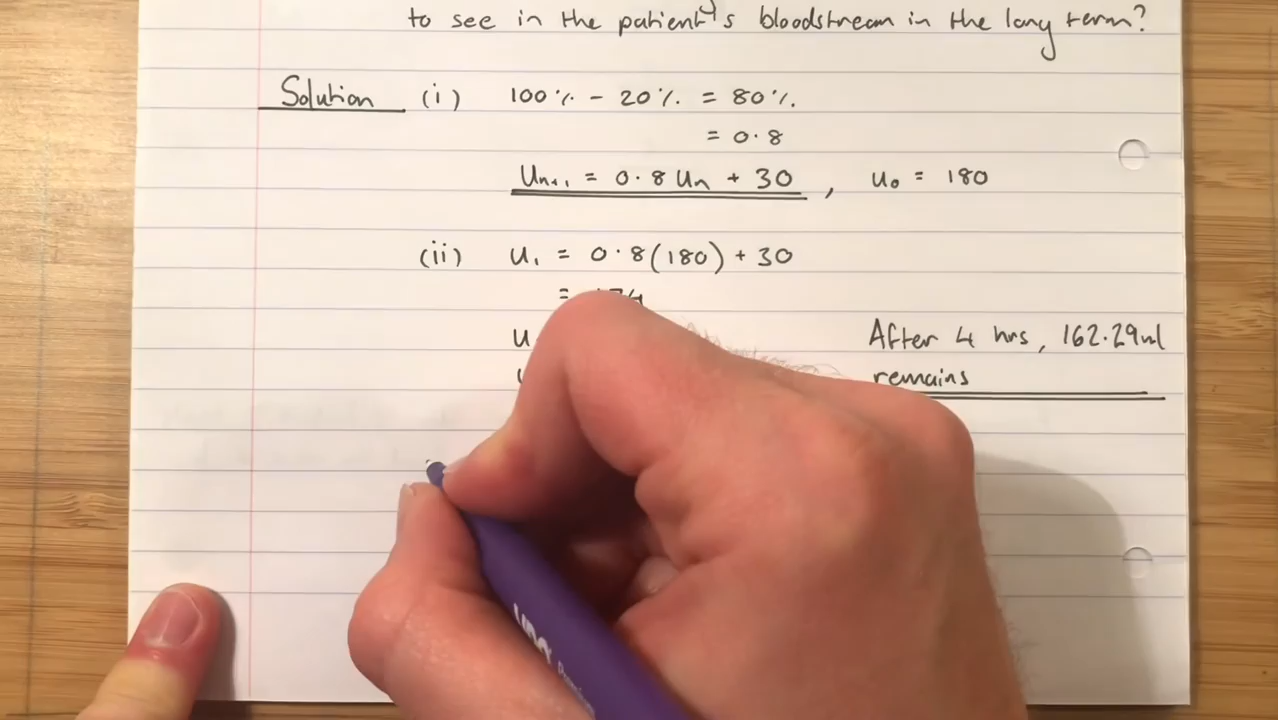 to see in the patient's bloodstream in the long term?
Solution (i) 100% - 20% = 80%.
= 0.8
Un+1 = 0.8 Un + 30 , u0 = 180
(ii) u1 = 0.8(180) + 30
= 174
u
After 4 hrs, 162.29ml
remains